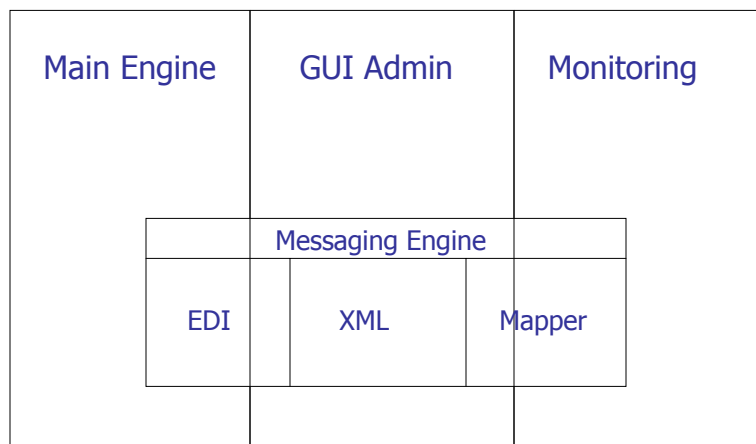 Main Engine
GUI Admin
Monitoring
Messaging Engine
EDI
XML
Mapper